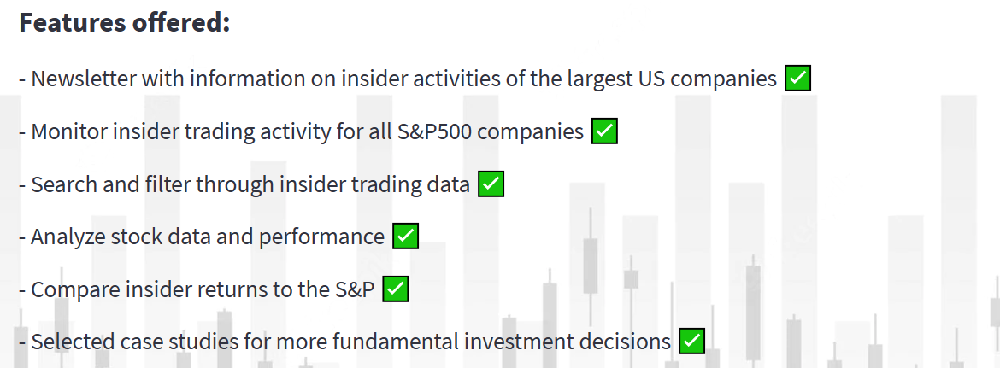 Features offered:
- Newsletter with information on insider activities of the largest US companies ✅
- Monitor insider trading activity for all S&P500 companies ✅
- Search and filter through insider trading data ✅
- Analyze stock data and performance ✅
- Compare insider returns to the S&P ✅
- Selected case studies for more fundamental investment decisions ✅